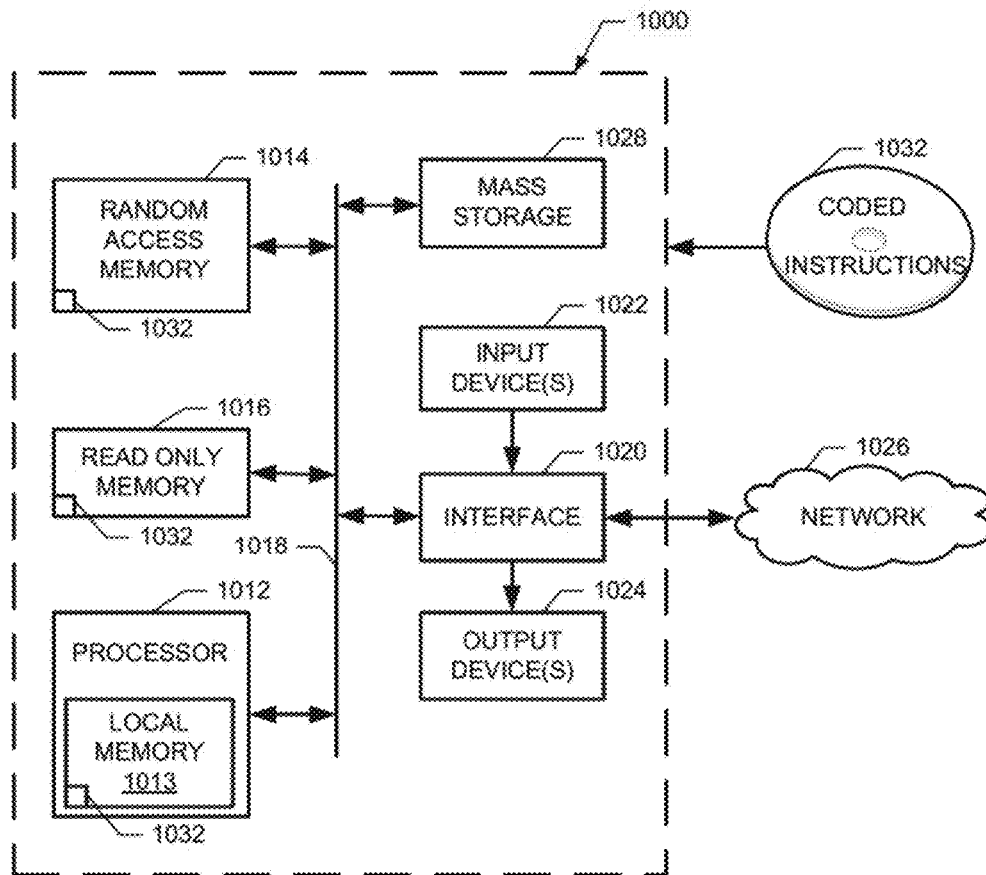 1000
1014
RANDOM
ACCESS
MEMORY
1032
1028
MASS
STORAGE
1032
CODED
INSTRUCTIONS
1022
INPUT
DEVICE(S)
1016
READ ONLY
MEMORY
1032
1018
1020
INTERFACE
1026
NETWORK
1012
PROCESSOR
LOCAL
MEMORY
1013
1032
1024
OUTPUT
DEVICE(S)